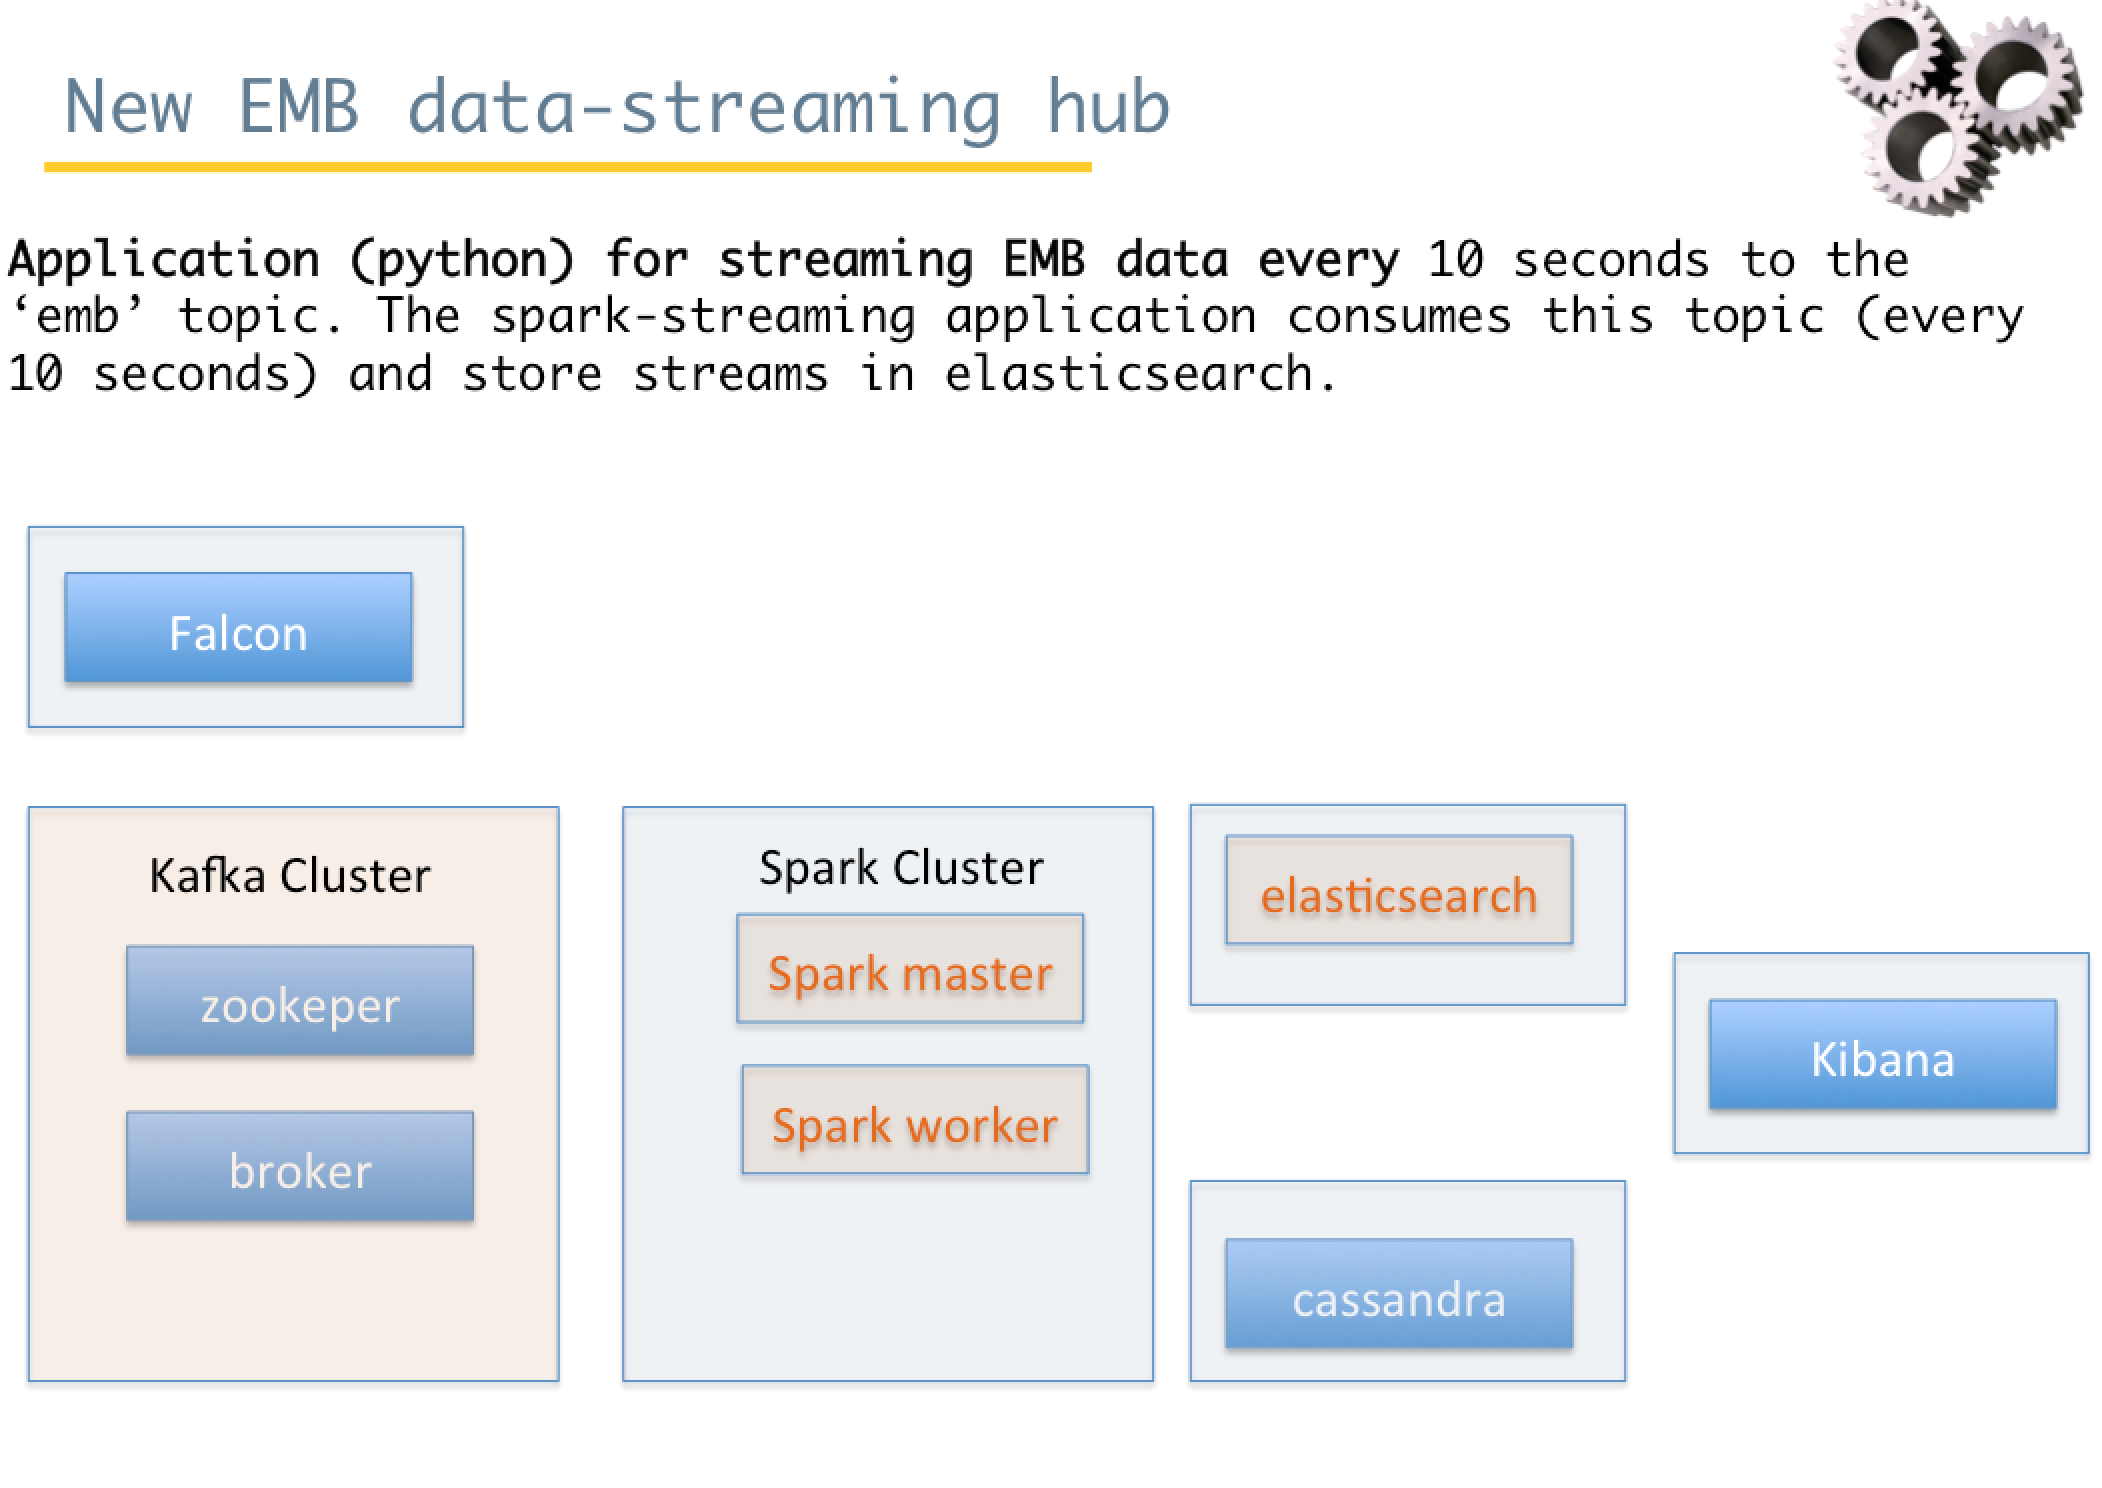 New EMB data-streaming hub
Application (python) for streaming EMB data every 10 seconds to the
‘emb’ topic. The spark-streaming application consumes this topic (every
10 seconds) and store streams in elasticsearch.
Falcon
Kafka Cluster
zookeper
broker
Spark Cluster
Spark master
Spark worker
elasticsearch
cassandra
Kibana